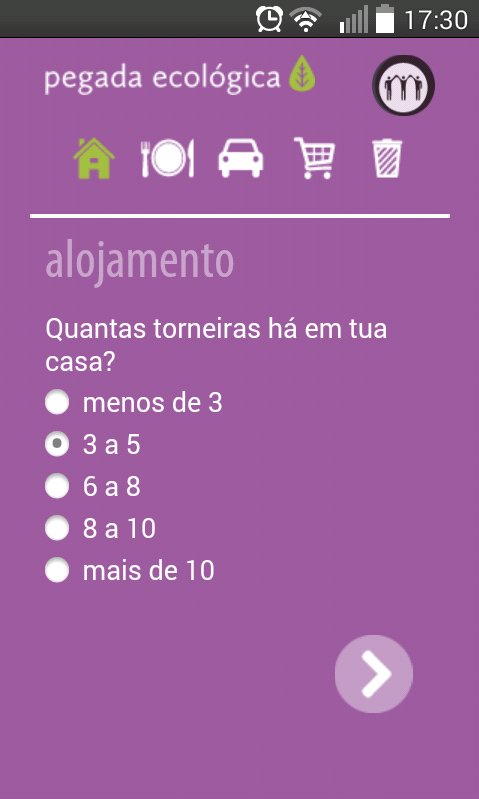 17:30
pegada ecológica
alojamento
Quantas torneiras há em tua
casa?
menos de 3
3 a 5
6 a 8
8 a 10
mais de 10